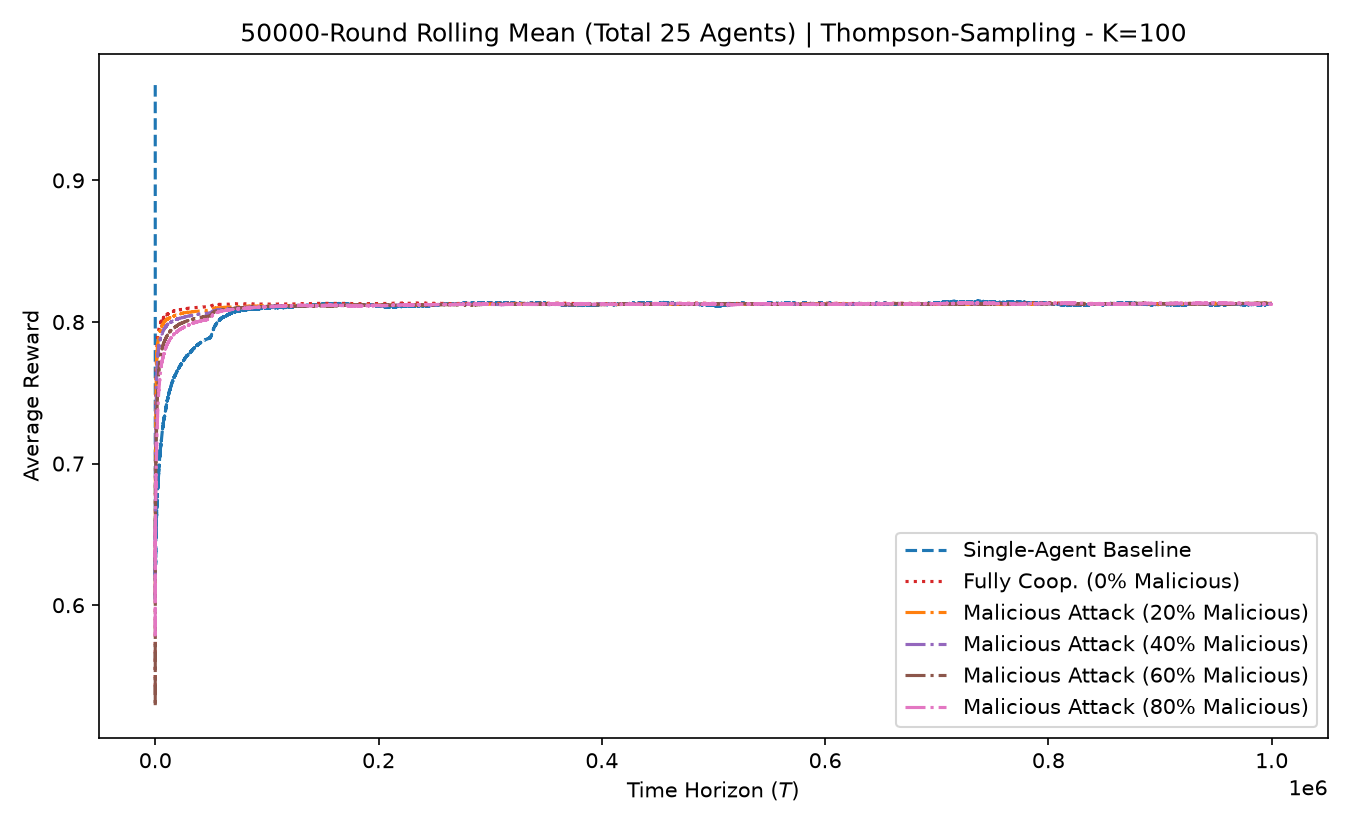 50000-Round Rolling Mean (Total 25 Agents) | Thompson-Sampling - K=100
Average Reward
0.9
0.8
0.7
0.6
Single-Agent Baseline
Fully Coop. (0% Malicious)
Malicious Attack (20% Malicious)
Malicious Attack (40% Malicious)
Malicious Attack (60% Malicious)
Malicious Attack (80% Malicious)
0.0 0.2 0.4 0.6 0.8 1.0
1e6
Time Horizon (T)